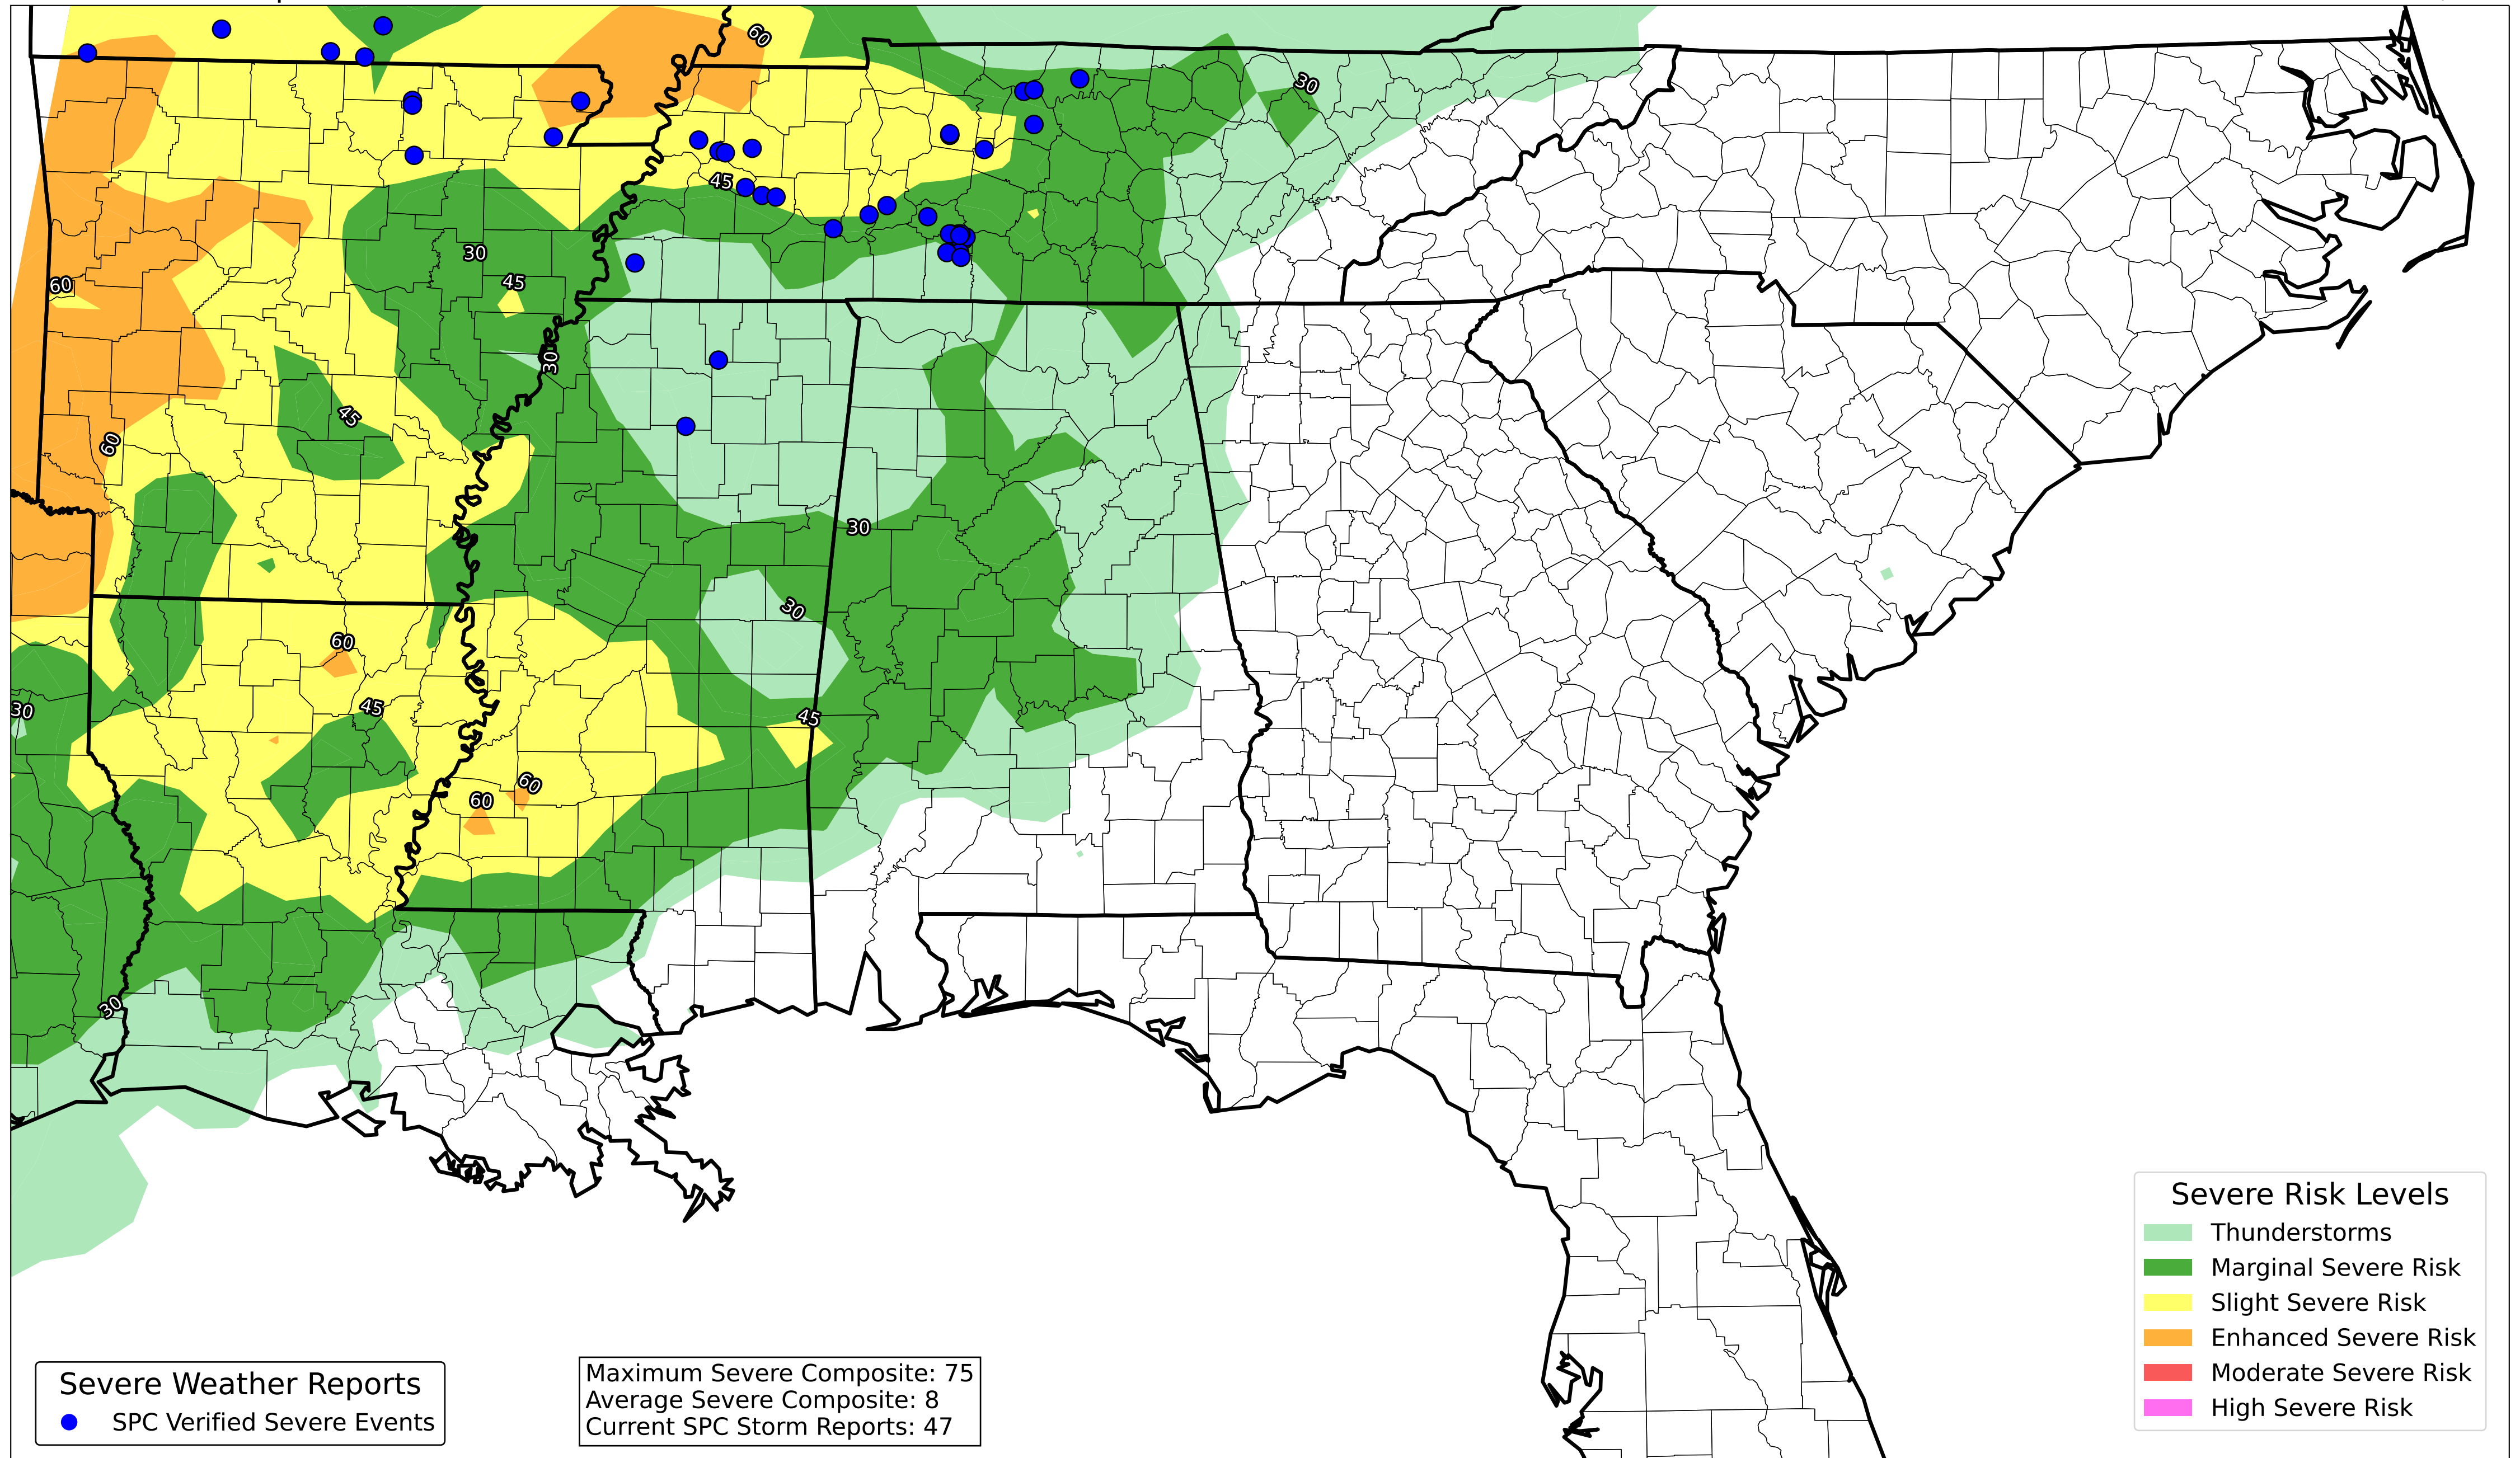 60
30
45
30
45
60
30
45
60
30
30
60
45
30
45
60
60
30
Severe Risk Levels
Thunderstorms
Marginal Severe Risk
Slight Severe Risk
Enhanced Severe Risk
Moderate Severe Risk
High Severe Risk
Severe Weather Reports
SPC Verified Severe Events
Maximum Severe Composite: 75
Average Severe Composite: 8
Current SPC Storm Reports: 47